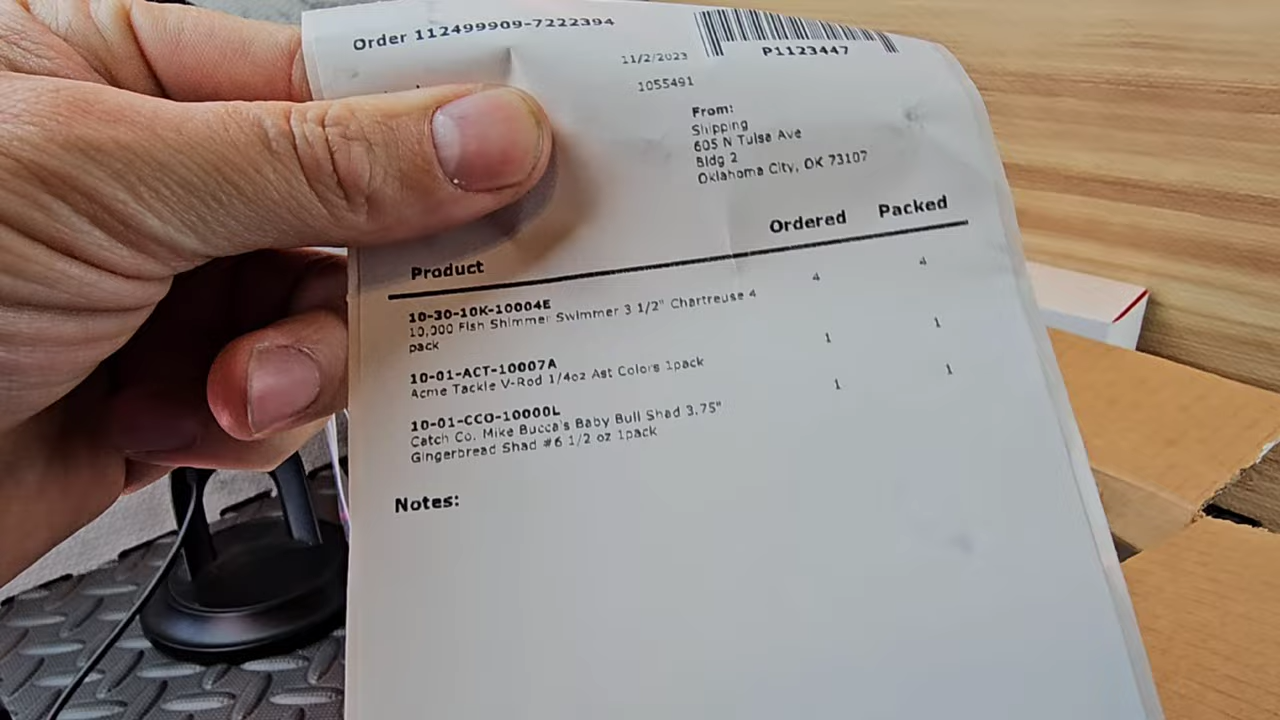 Order 112499909-7222394
P1123447
11/2/2023
1055491
From:
Shipping
605 N Tulsa Ave
Bldg 2
Oklahoma City, OK 73107
Product Ordered Packed
10-30-10K-10004E 4 4
10,000 Fish Shimmer Swimmer 3 1/2" Chartreuse 4
pack
10-01-ACT-10007A 1 1
Acme Tackle V-Rod 1/4oz Ast Colors 1pack
10-01-CCO-10000L 1 1
Catch Co. Mike Bucca's Baby Bull Shad 3.75"
Gingerbread Shad #6 1/2 oz 1pack
Notes: